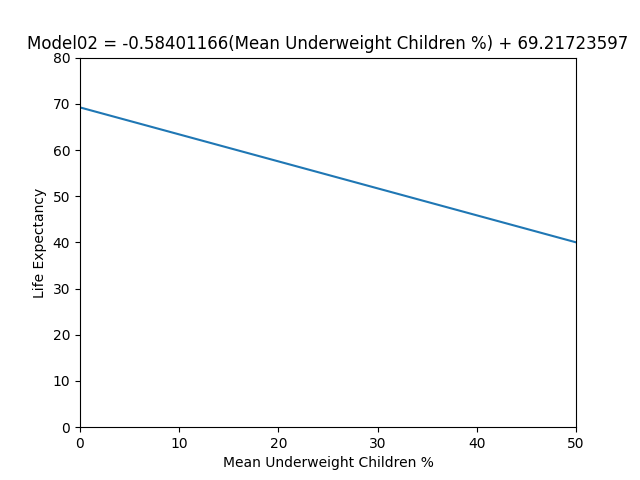 Model02 = -0.58401166(Mean Underweight Children %) + 69.21723597
80
70
60
50
40
30
20
10
0
Life Expectancy
0 10 20 30 40 50
Mean Underweight Children %